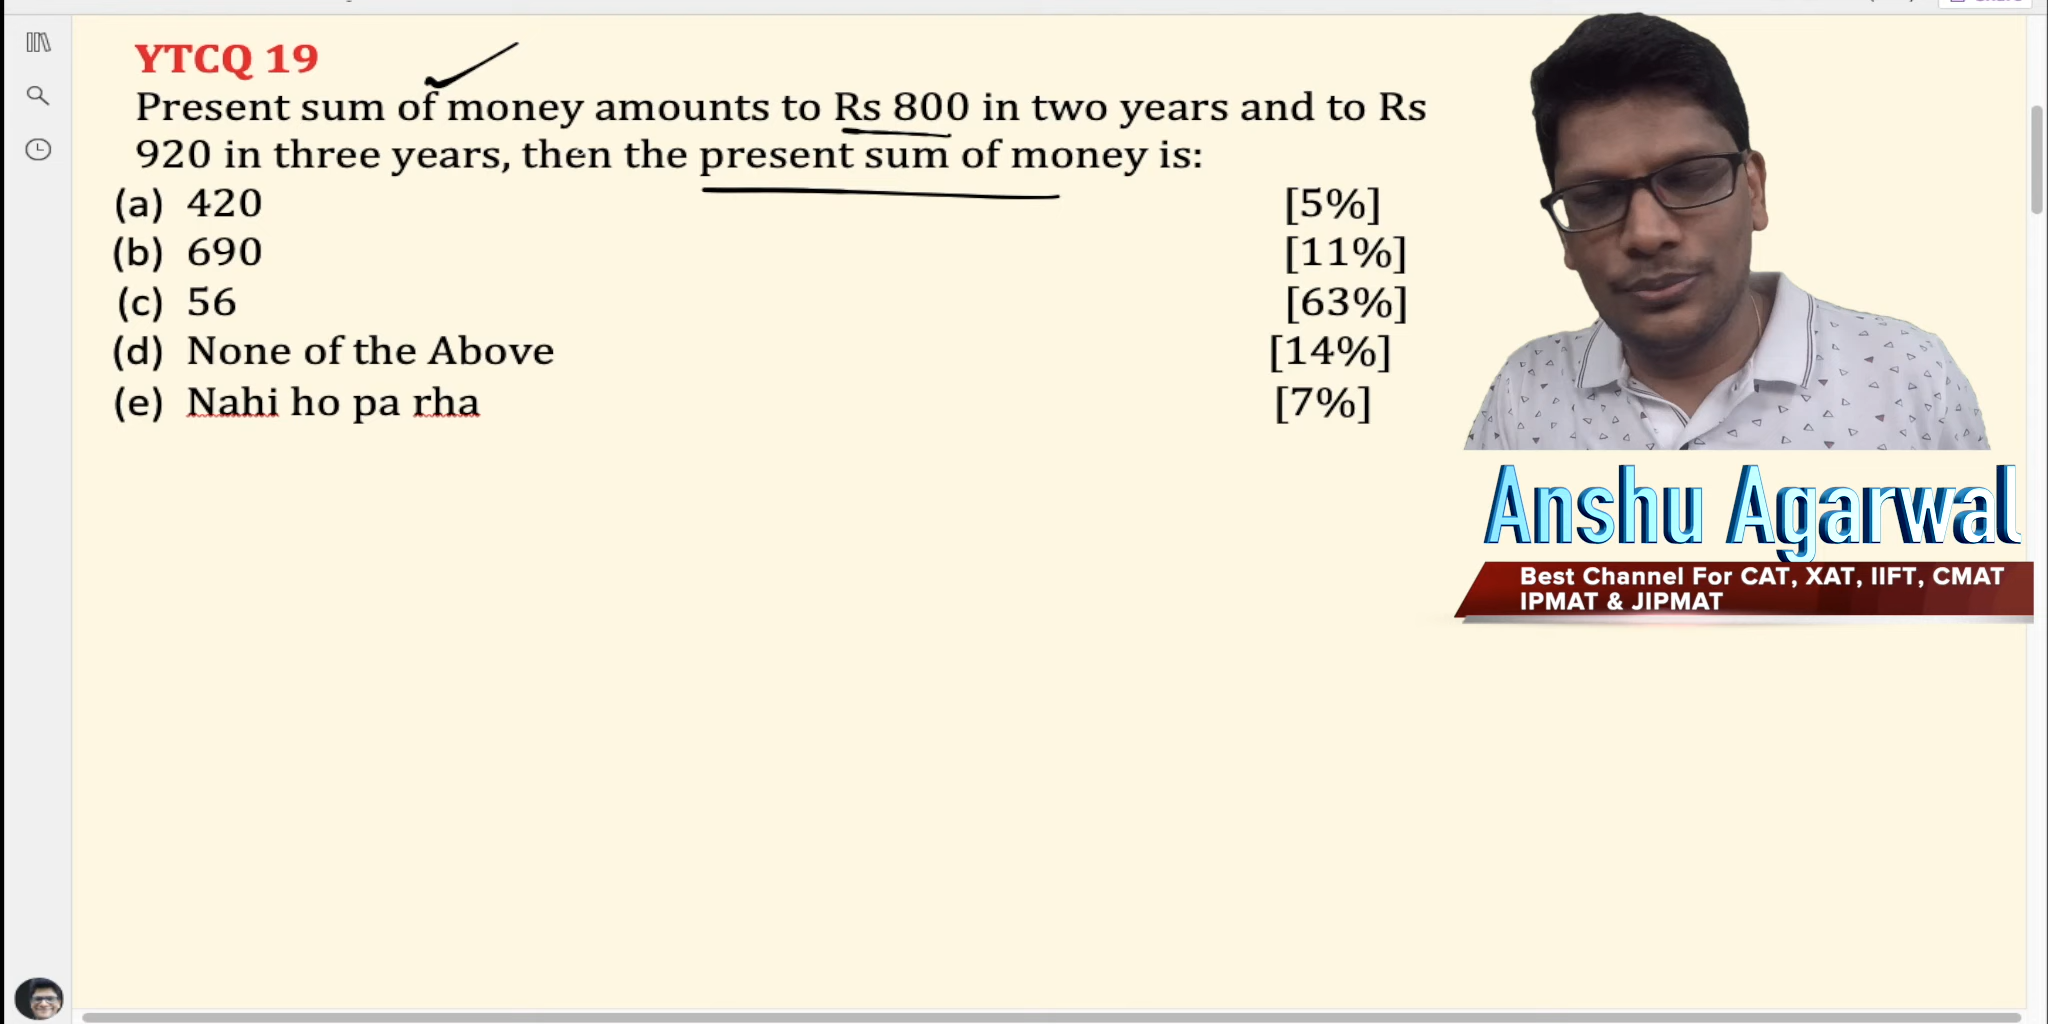 YTCQ 19
Present sum of money amounts to Rs 800 in two years and to Rs
920 in three years, then the present sum of money is:
(a) 420 [5%]
(b) 690 [11%]
(c) 56 [63%]
(d) None of the Above [14%]
(e) Nahi ho pa rha [7%]
Anshu Agarwal
Best Channel For CAT, XAT, IIFT, CMAT
IPMAT & JIPMAT